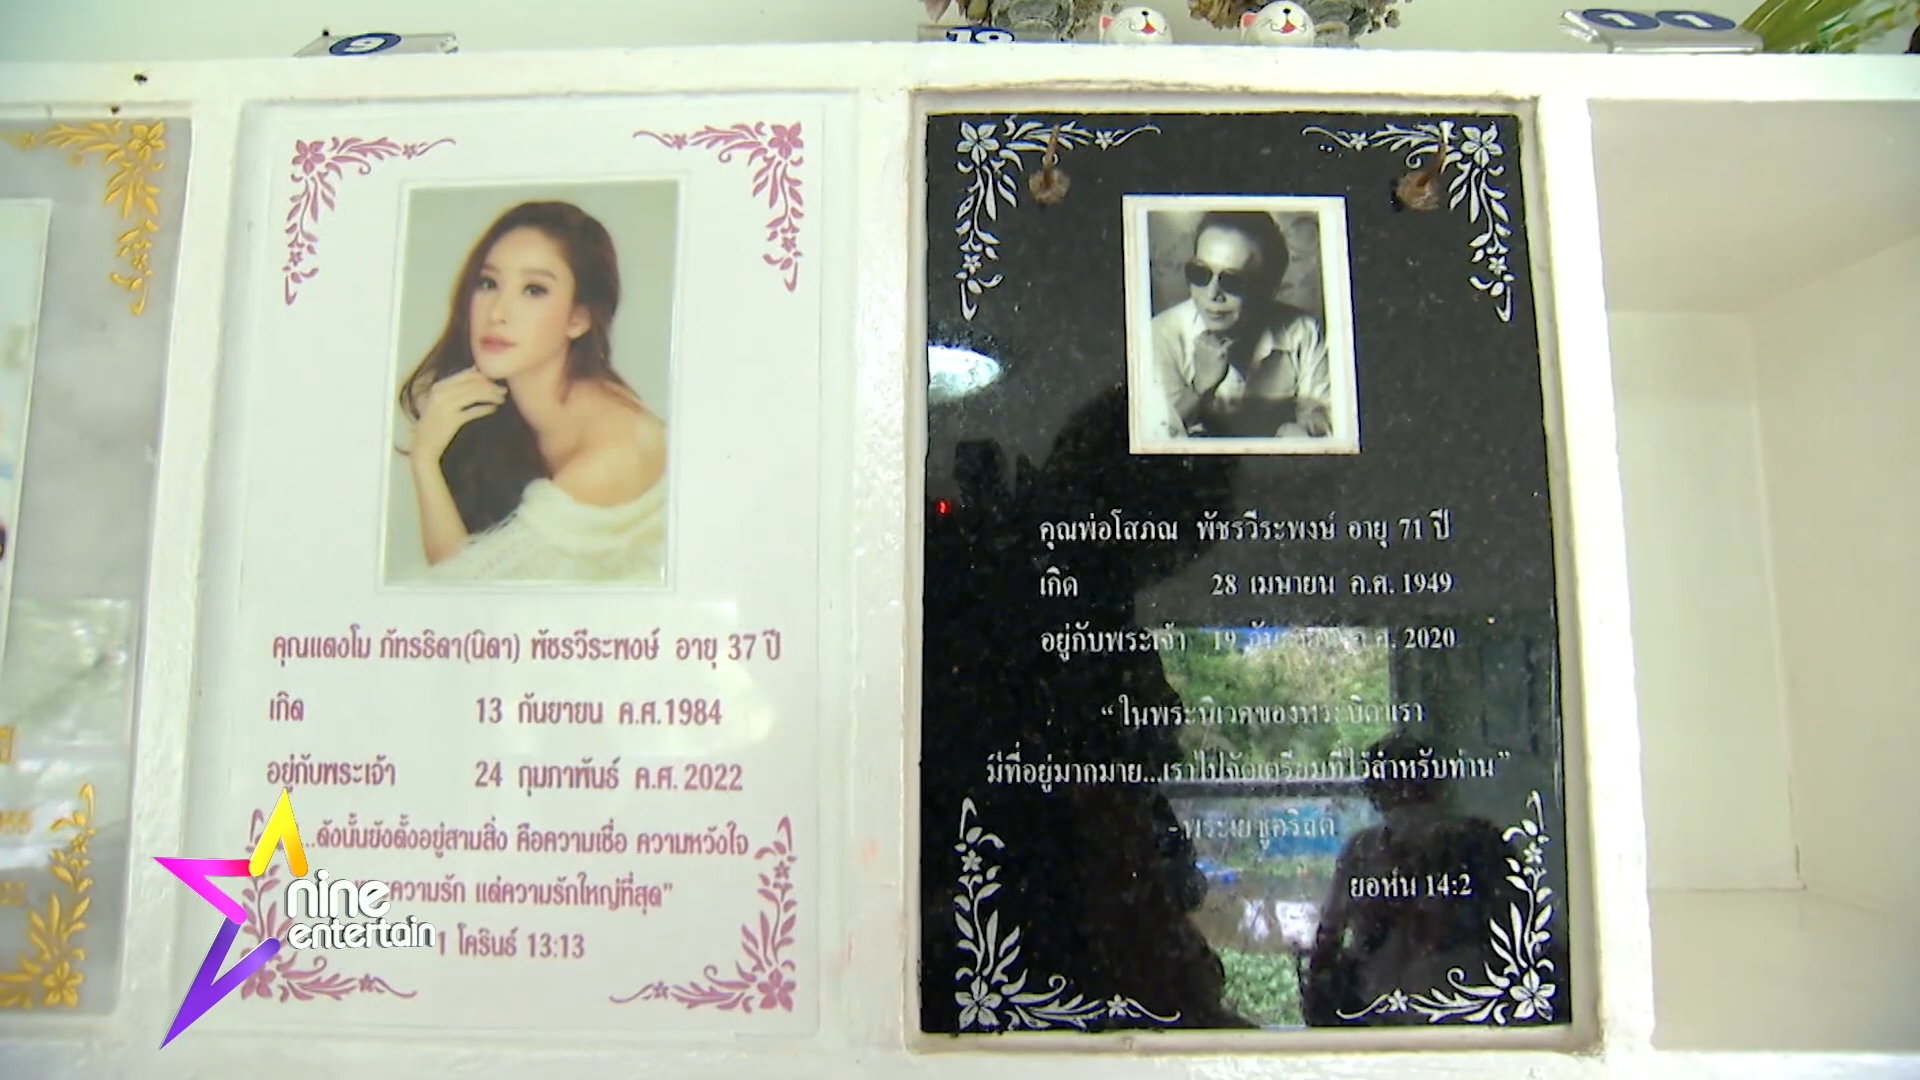 9
10
11
คุณแตงโม ภัทรธิดา(นิดา) พัชรวีระพงษ์ อายุ 37 ปี
เกิด 13 กันยายน ค.ศ.1984
อยู่กับพระเจ้า 24 กุมภาพันธ์ ค.ศ.2022
...ดังนั้นยังตั้งอยู่สามสิ่ง คือความเชื่อ ความหวังใจ
ความรัก แต่ความรักใหญ่ที่สุด"
1 โครินธ์ 13:13
คุณพ่อโสภณ พัชรวีระพงษ์ อายุ 71 ปี
เกิด 28 เมษายน ค.ศ.1949
อยู่กับพระเจ้า 19 ค.ศ. 2020
“ในพระนิเวศของพระบิดาเรา
มีที่อยู่มากมาย...เราไปจัดเตรียมที่ไว้สำหรับท่าน”
-พระเยซูคริสต์
ยอห์น 14:2
nine
entertain